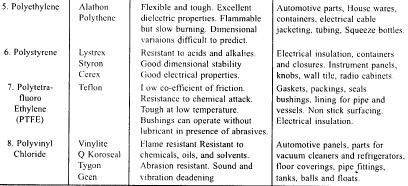 5. Polyethylene Alathon Flexible and tough. Excellent Automotive parts, House wares,
Polythene dielectric properties. Flammable containers, electrical cable
but slow burning. Dimensional jacketing, tubing, Squeeze bottles.
variaions difficult to predict.
6. Polystyrene Lystrex Resistant to acids and alkalies. Electrical insulation, containers
Styron Good dimensional stability and closures. Instrument panels,
Cerex Good electrical properties. knobs, wall tile, radio cabinets.
7. Polytetra- Teflon Low co-efficient of friction. Gaskets, packings, seals
fluoro Resistance to chemical attack. bushings, lining for pipe and
Ethylene Tough at low temperature. vessels. Non stick surfacing.
(PTFE) Bushings can operate without Electrical insulation.
lubricant in presence of abrasives.
8. Polyvinyl Vinylite Flame resistant Resistant to Automotive panels, parts for
Chloride Q Koroseal chemicals, oils, and solvents. vacuum cleaners and refrigerators,
Tygon Abrasion resistant. Sound and floor coverings, pipe fittings,
Geen vibration deadening tanks, balls and floats.